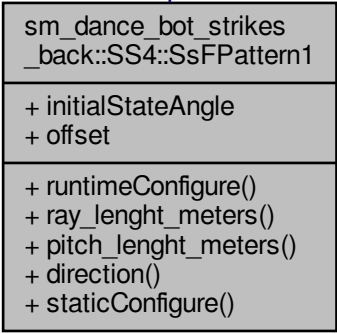 sm_dance_bot_strikes
_back::SS4::SsFPattern1
+ initialStateAngle
+ offset
+ runtimeConfigure()
+ ray_lenght_meters()
+ pitch_lenght_meters()
+ direction()
+ staticConfigure()